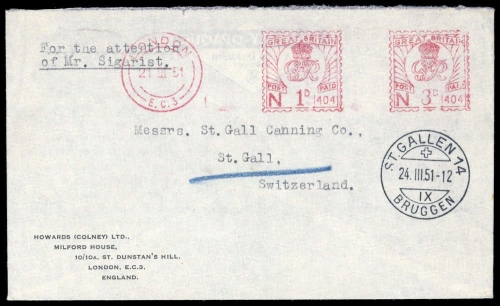 For the attention
of Mr. Sigarist.
LONDON
21 III 51
E.C.3
GREAT BRITAIN
POST PAID
N 1D 404
GREAT BRITAIN
POST PAID
N 3D 404
Messrs. St.Gall Canning Co.,
St.Gall,
Switzerland.
ST. GALLEN 14
24.III.51-12
IX
BRUGGEN
HOWARDS (COLNEY) LTD.,
MILFORD HOUSE,
10/10A, ST. DUNSTAN'S HILL,
LONDON, E.C.3.
ENGLAND.